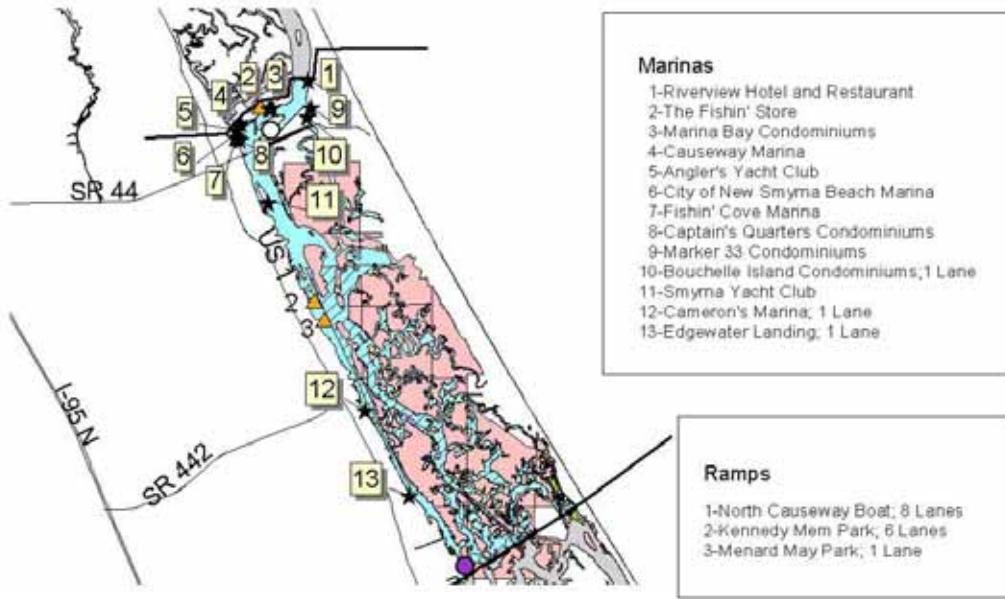 1
2
3
4
5
9
6
8
10
7
11
SR 44
US 1
2
3
12
I-95 N
SR 442
13
Marinas
1-Riverview Hotel and Restaurant
2-The Fishin' Store
3-Marina Bay Condominiums
4-Causeway Marina
5-Angler's Yacht Club
6-City of New Smyrna Beach Marina
7-Fishin' Cove Marina
8-Captain's Quarters Condominiums
9-Marker 33 Condominiums
10-Bouchelle Island Condominiums;1 Lane
11-Smyrna Yacht Club
12-Cameron's Marina; 1 Lane
13-Edgewater Landing; 1 Lane
Ramps
1-North Causeway Boat; 8 Lanes
2-Kennedy Mem Park; 6 Lanes
3-Menard May Park; 1 Lane